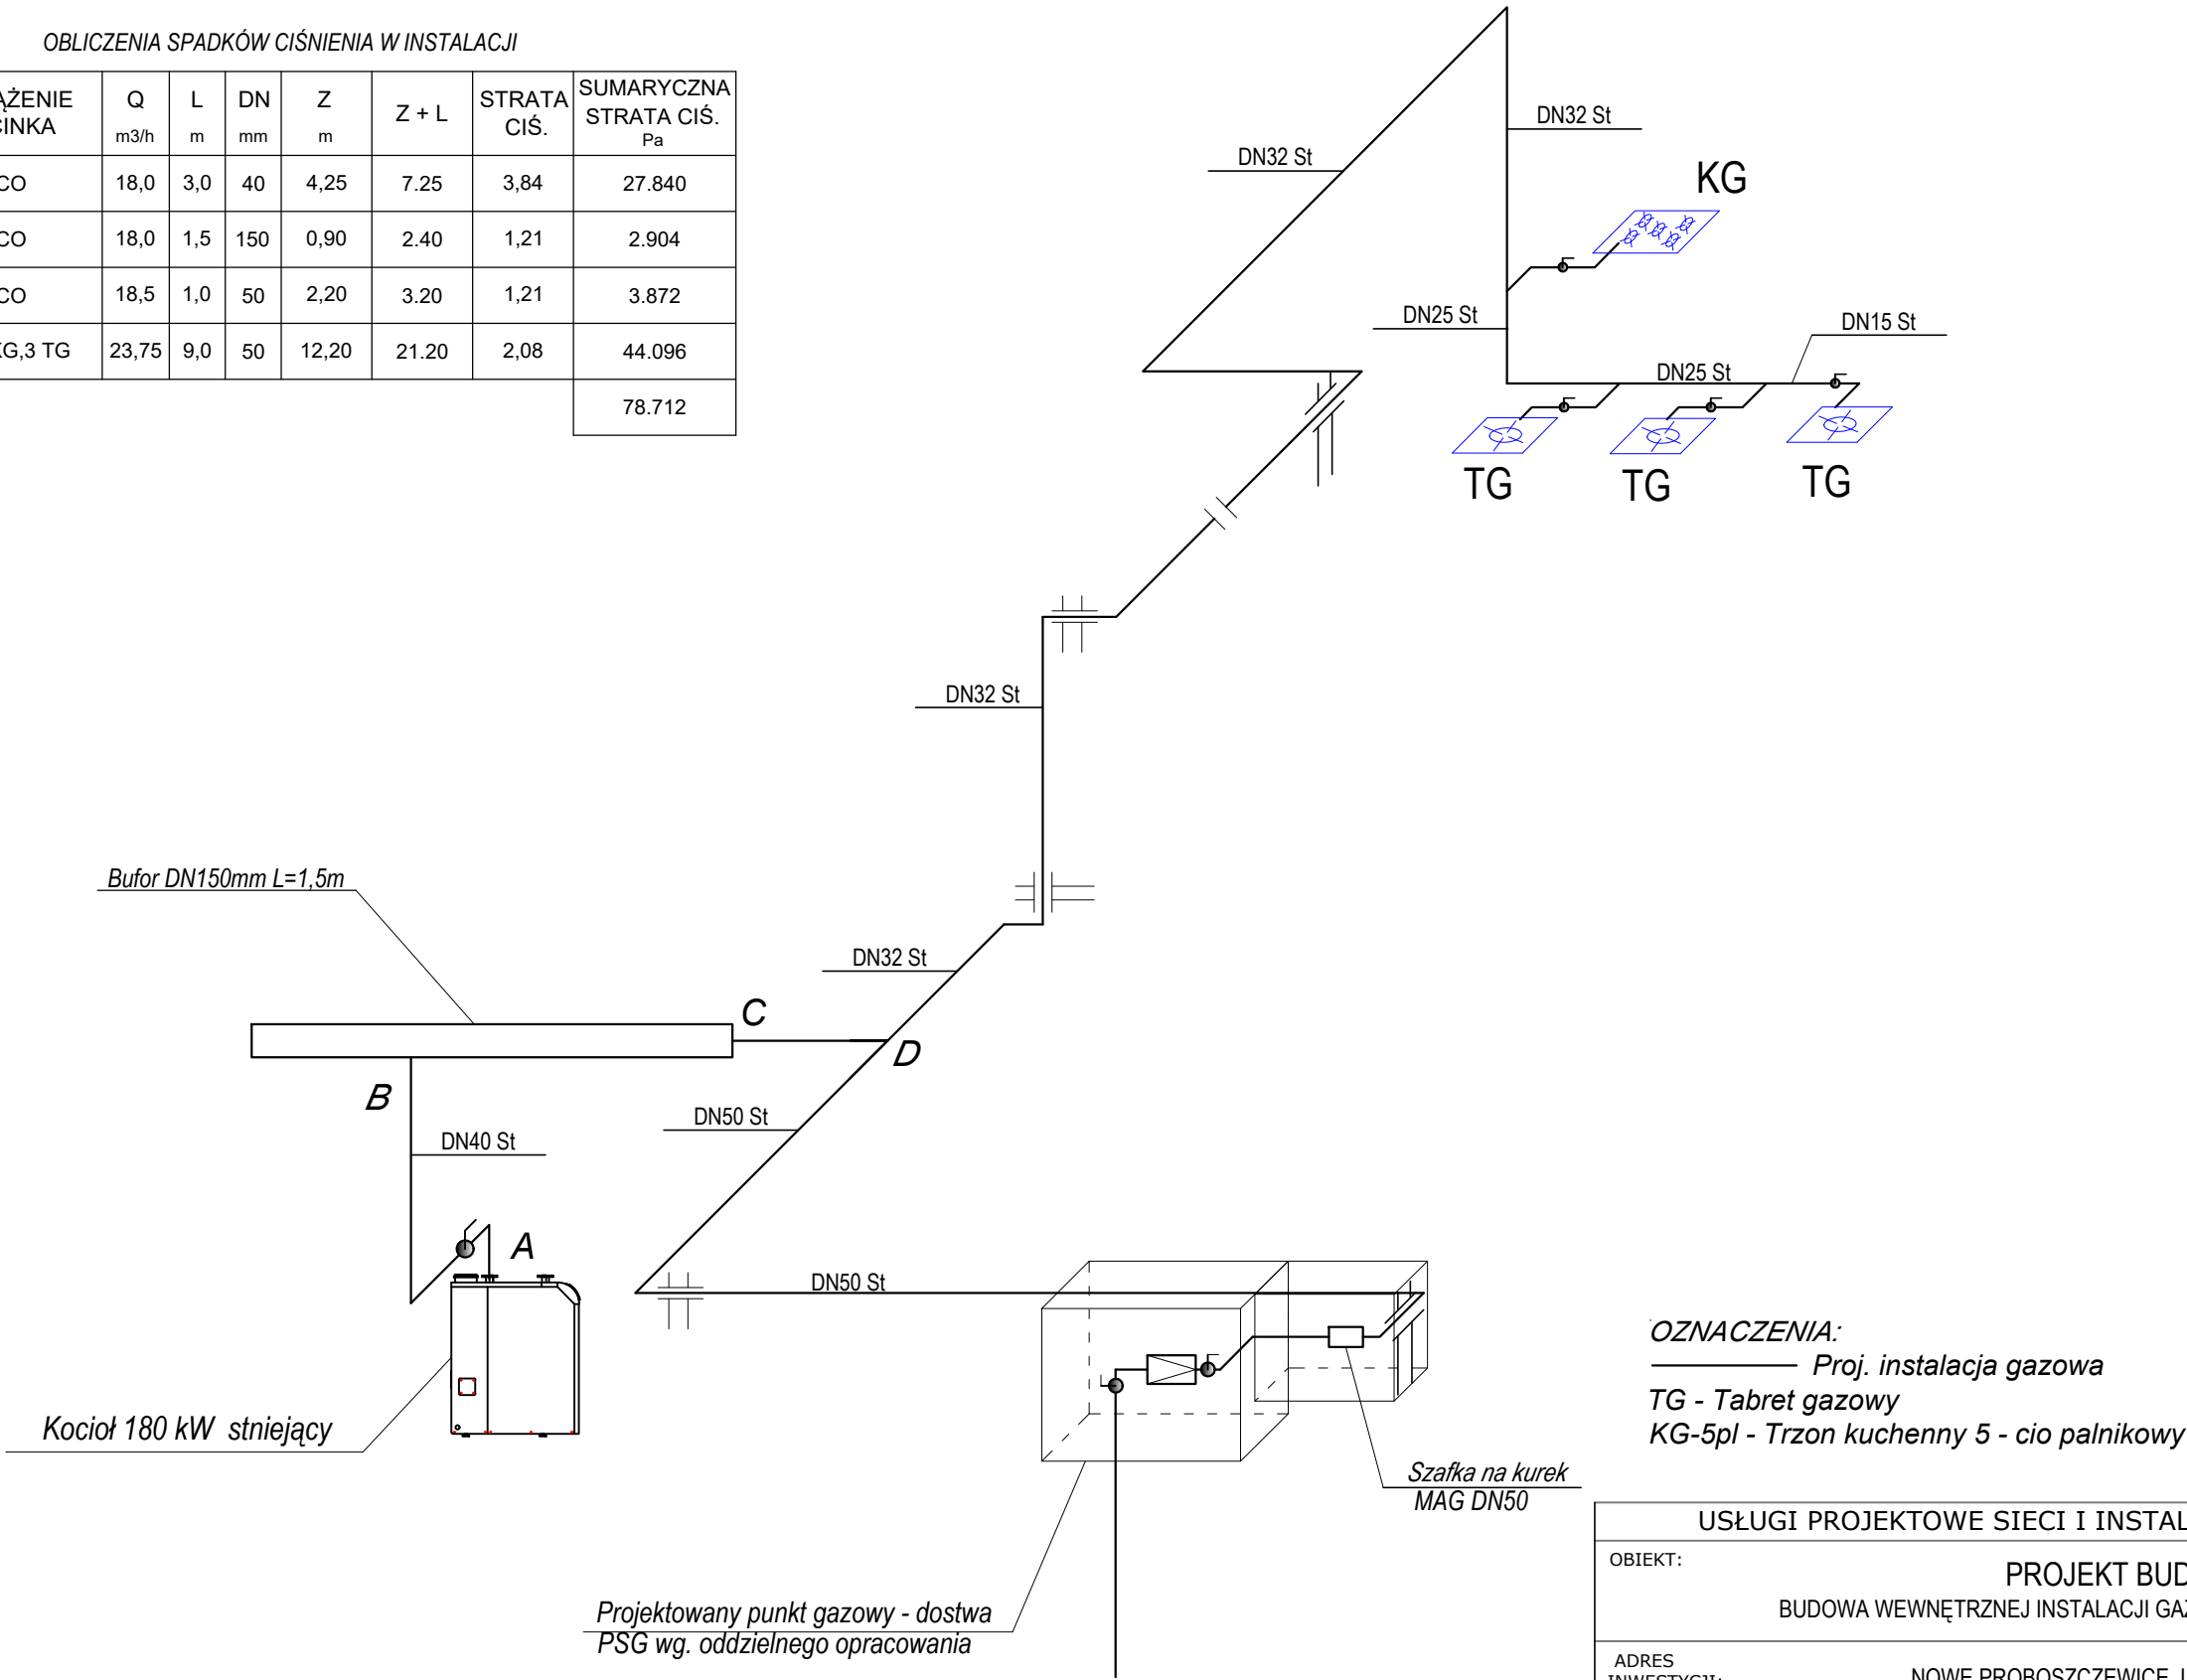 OBLICZENIA SPADKÓW CIŚNIENIA W INSTALACJI
ĄŻENIE Q L DN Z Z + L STRATA SUMARYCZNA
CINKA m3/h m mm m CIŚ. STRATA CIŚ.
Pa
CO 18,0 3,0 40 4,25 7.25 3,84 27.840
CO 18,0 1,5 150 0,90 2.40 1,21 2.904
CO 18,5 1,0 50 2,20 3.20 1,21 3.872
KG,3 TG 23,75 9,0 50 12,20 21.20 2,08 44.096
78.712
DN32 St
DN32 St
KG
DN25 St
DN15 St
DN25 St
TG
TG
TG
DN32 St
Bufor DN150mm L=1,5m
DN32 St
C
D
B
DN50 St
DN40 St
A
DN50 St
Kocioł 180 kW stniejący
Szafka na kurek
MAG DN50
Projektowany punkt gazowy - dostwa
PSG wg. oddzielnego opracowania
OZNACZENIA:
Proj. instalacja gazowa
TG - Tabret gazowy
KG-5pl - Trzon kuchenny 5 - cio palnikowy
USŁUGI PROJEKTOWE SIECI I INSTAL
OBIEKT:
PROJEKT BUD
BUDOWA WEWNĘTRZNEJ INSTALACJI GAZ
ADRES
INWESTYCJI:
NOWE PROBOSZCZEWICE